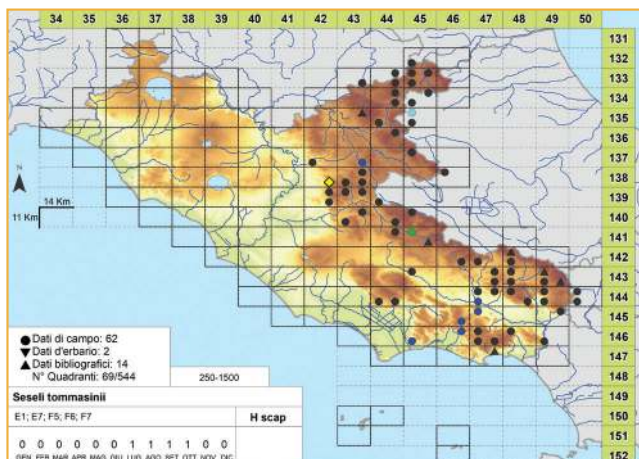 34 35 36 37 38 39 40 41 42 43 44 45 46 47 48 49 50
131
132
133
134
135
136
137
138
139
140
141
142
143
144
145
146
147
148
149
150
151
152
N
14 Km
11 Km
● Dati di campo: 62
▼ Dati d'erbario: 2
▲ Dati bibliografici: 14
N° Quadranti: 69/544
250-1500
Seseli tommasinii
E1; E7; F5; F6; F7
H scap
0 0 0 0 0 0 1 1 1 1 0 0
GEN FEB MAR APR MAG GIU LUG AGO SET OTT NOV DIC